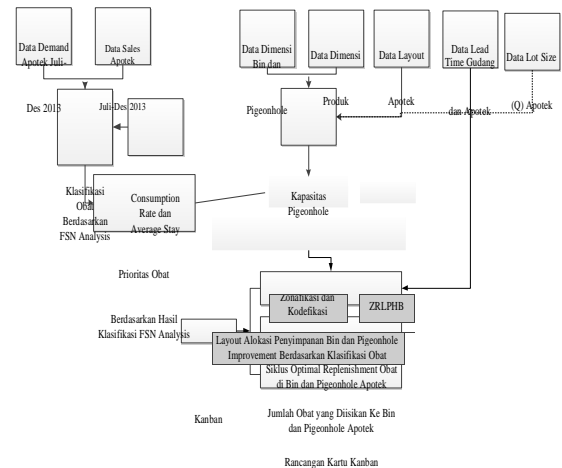 Data Demand
Apotek Juli-
Des 2013
Data Sales
Apotek
Juli-Des 2013
Data Dimensi
Bin dan
Pigeonhole
Data Dimensi
Produk
Data Layout
Apotek
Data Lead
Time Gudang
dan Apotek
Data Lot Size
(Q) Apotek
Klasifikasi
Obat
Berdasarkan
FSN Analysis
Consumption
Rate dan
Average Stay
Kapasitas
Pigeonhole
Prioritas Obat
Berdasarkan Hasil
Klasifikasi FSN Analysis
Zonafikasi dan
Kodefikasi
ZRLPHB
Layout Alokasi Penyimpanan Bin dan Pigeonhole
Improvement Berdasarkan Klasifikasi Obat
Siklus Optimal Replenishment Obat
di Bin dan Pigeonhole Apotek
Kanban
Jumlah Obat yang Diisikan Ke Bin
dan Pigeonhole Apotek
Rancangan Kartu Kanban